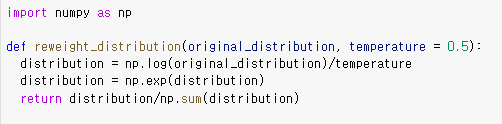 import numpy as np

def reweight_distribution(original_distribution, temperature = 0.5):
  distribution = np.log(original_distribution)/temperature
  distribution = np.exp(distribution)
  return distribution/np.sum(distribution)